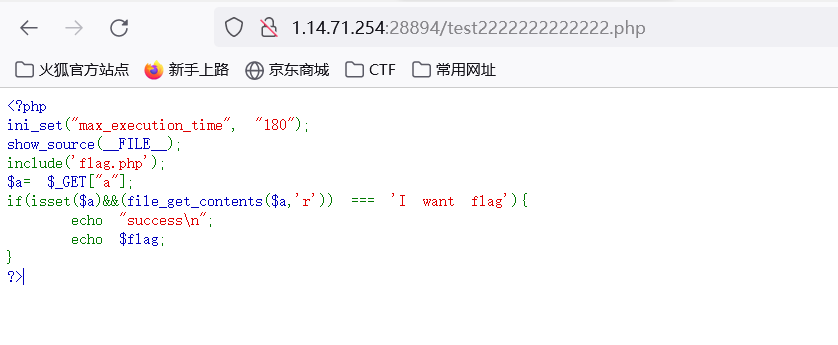 1.14.71.254:28894/test2222222222222.php
火狐官方站点 新手上路 京东商城 CTF 常用网址
<?php
ini_set("max_execution_time", "180");
show_source(__FILE__);
include('flag.php');
$a= $_GET["a"];
if(isset($a)&&(file_get_contents($a,'r')) === 'I want flag'){
        echo "success\n";
        echo $flag;
}
?>